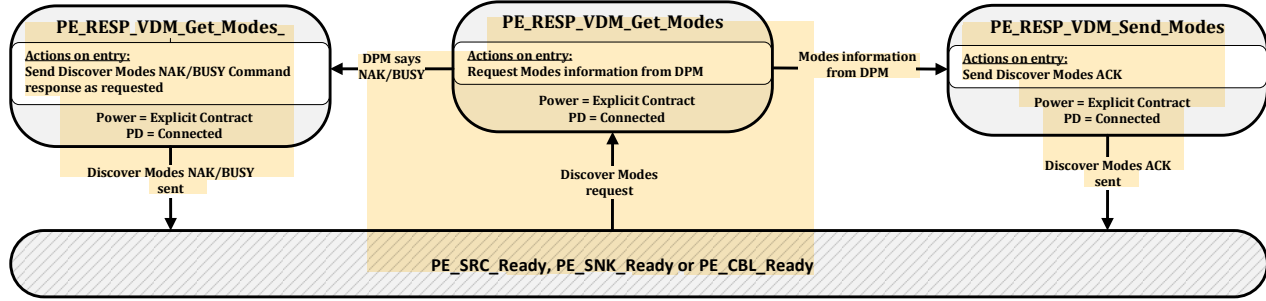 PE_RESP_VDM_Get_Modes_
Actions on entry:
Send Discover Modes NAK/BUSY Command
response as requested
Power = Explicit Contract
PD = Connected
DPM says
NAK/BUSY
PE_RESP_VDM_Get_Modes
Actions on entry:
Request Modes information from DPM
Power = Explicit Contract
PD = Connected
Modes information
from DPM
PE_RESP_VDM_Send_Modes
Actions on entry:
Send Discover Modes ACK
Power = Explicit Contract
PD = Connected
Discover Modes NAK/BUSY
sent
Discover Modes
request
Discover Modes ACK
sent
PE_SRC_Ready, PE_SNK_Ready or PE_CBL_Ready